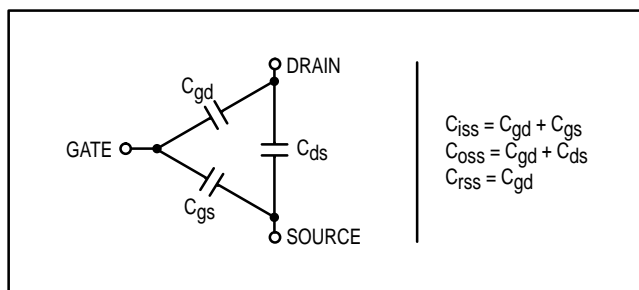 DRAIN
Cgd
GATE
Cds
Cgs
SOURCE
Ciss = Cgd + Cgs
Coss = Cgd + Cds
Crss = Cgd